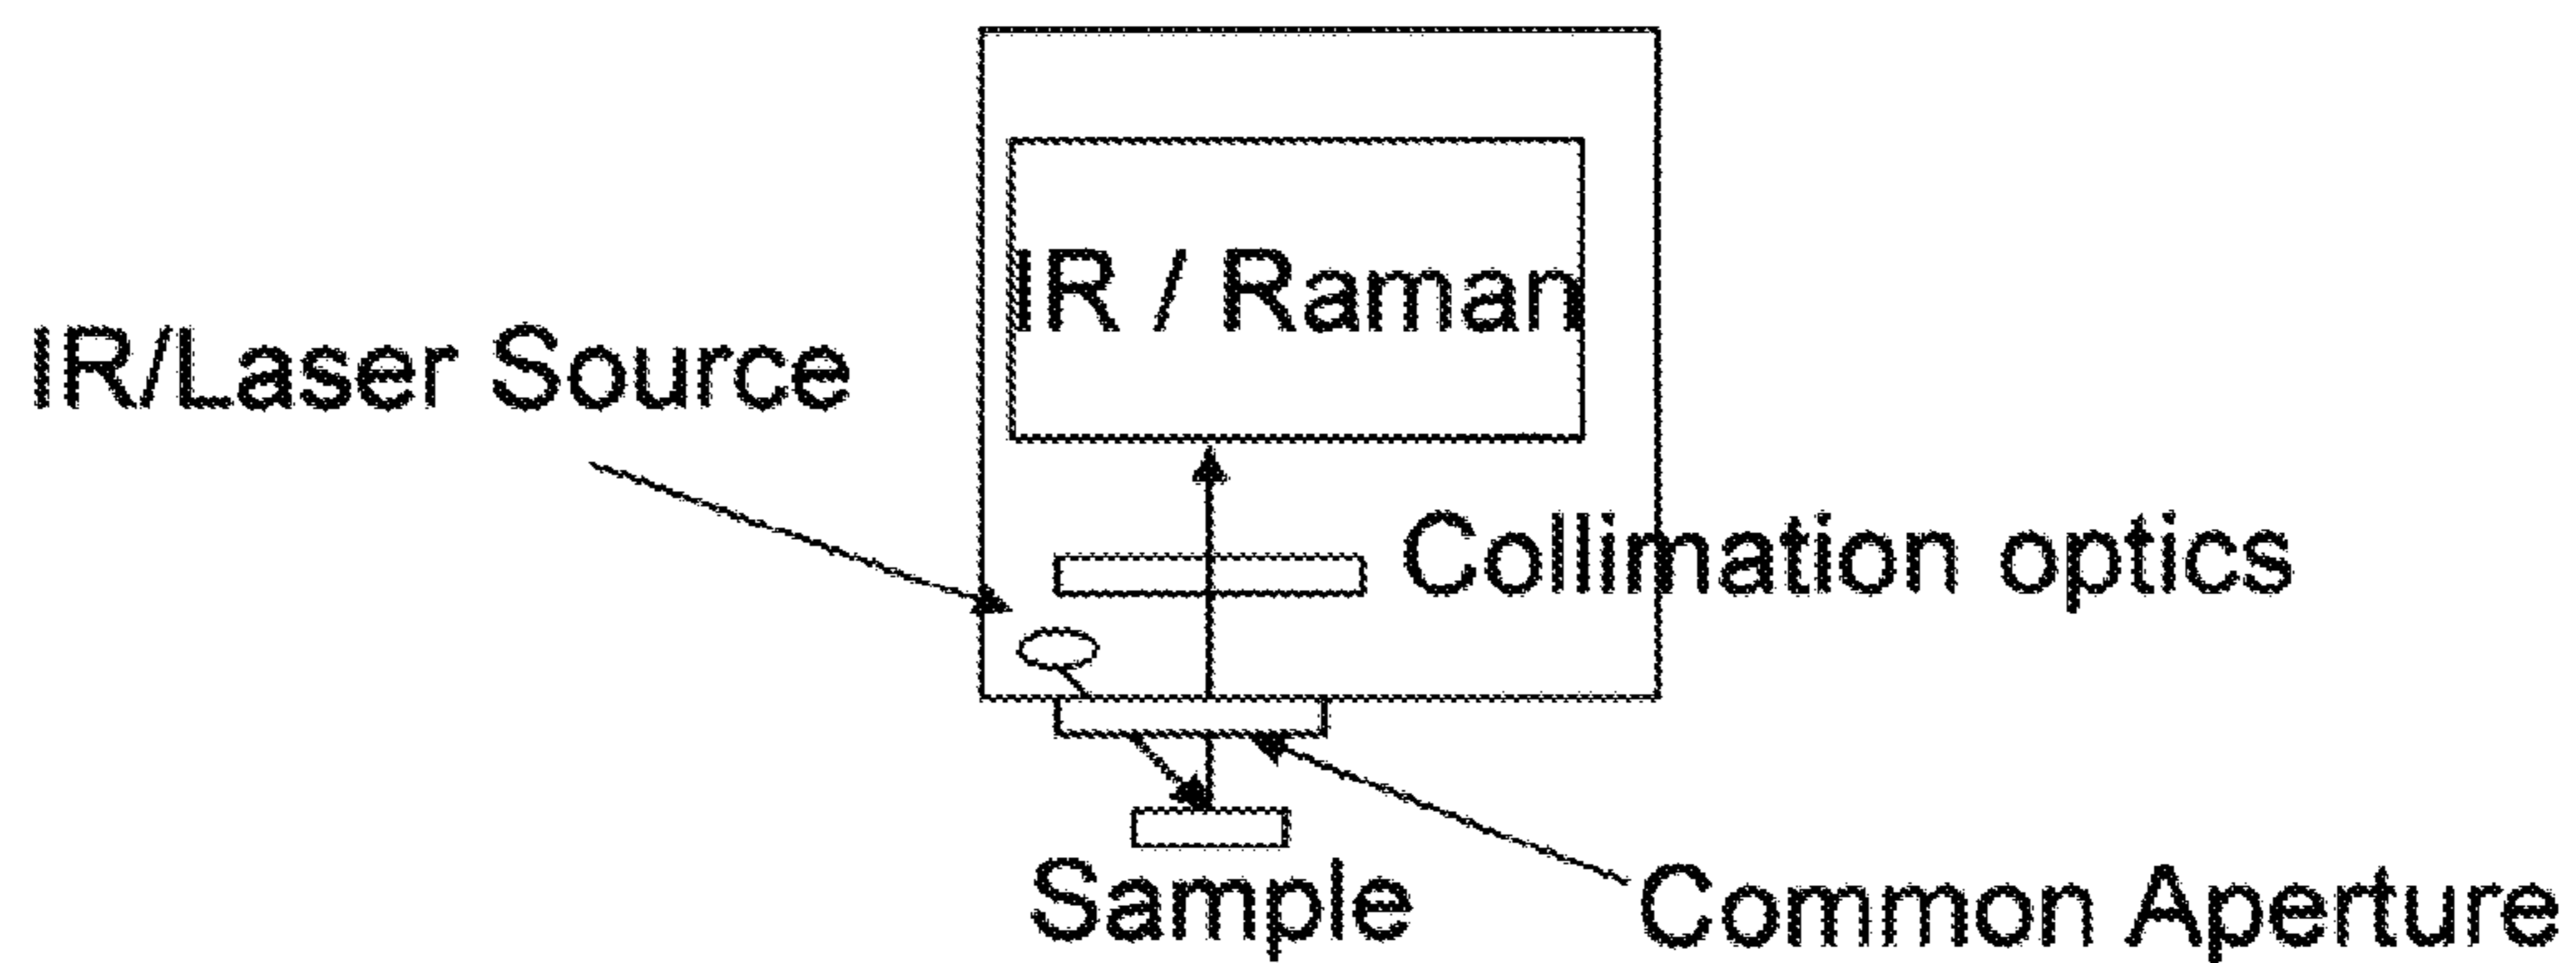 IR / Raman
IR/Laser Source
Collimation optics
Sample
Common Aperture